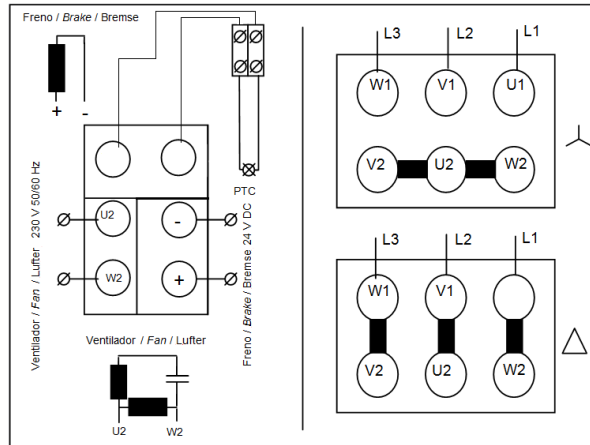 Freno / Brake / Bremse
+ -
PTC
U2 -
W2 +
Ventilador / Fan / Lufter 230 V 50/60 Hz
Freno / Brake / Bremse 24 V DC
Ventilador / Fan / Lufter
U2 W2
L3 L2 L1
W1 V1 U1
V2 U2 W2
L3 L2 L1
W1 V1
V2 U2 W2